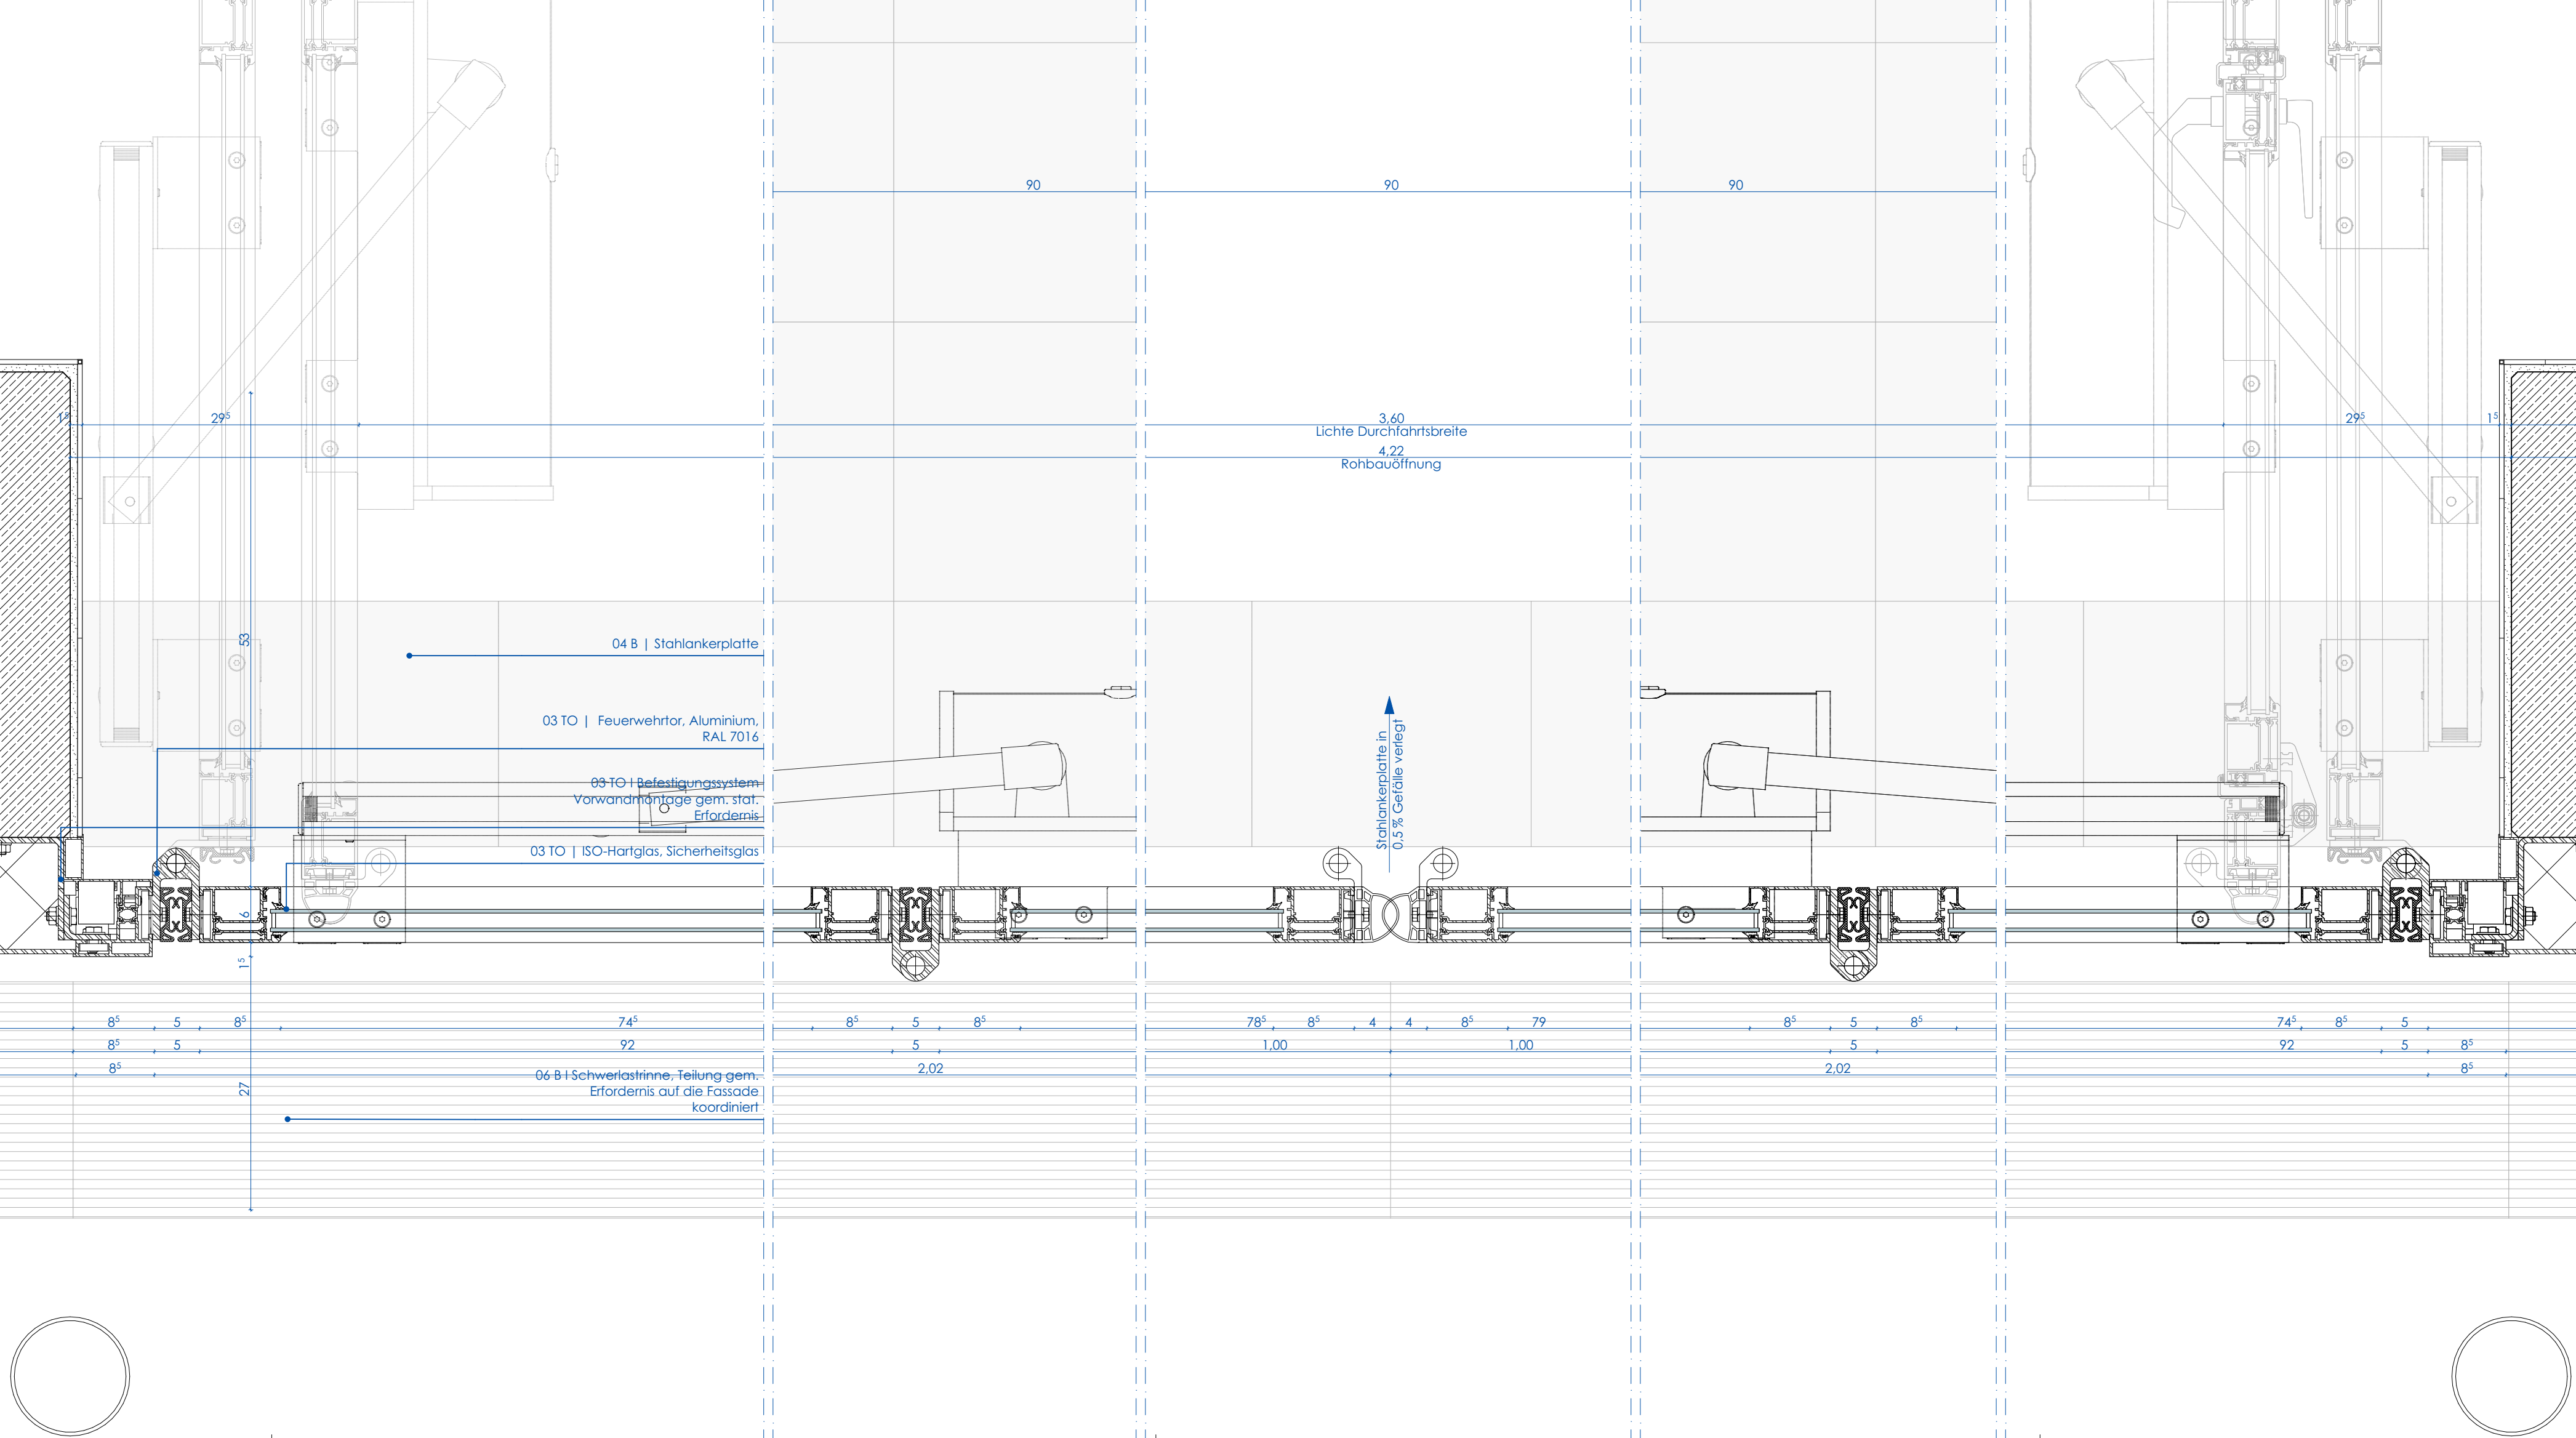 90 90 90
1⁵ 29⁵ 3,60 29⁵ 1⁵
Lichte Durchfahrtsbreite
4,22
Rohbauöffnung
53
04 B | Stahlankerplatte
03 TO | Feuerwehrtor, Aluminium,
RAL 7016
03 TO | Befestigungssystem
Vorwandmontage gem. stat.
Erfordernis
Stahlankerplatte in
0,5 % Gefälle verlegt
03 TO | ISO-Hartglas, Sicherheitsglas
6
1⁵
8⁵ 5 8⁵ 74⁵ 8⁵ 5 8⁵ 78⁵ 8⁵ 4 4 8⁵ 79 8⁵ 5 8⁵ 74⁵ 8⁵ 5
8⁵ 5 92 5 1,00 1,00 5 92 5 8⁵
8⁵ 2,02 2,02 8⁵
27
06 B | Schwerlastrinne, Teilung gem.
Erfordernis auf die Fassade
koordiniert